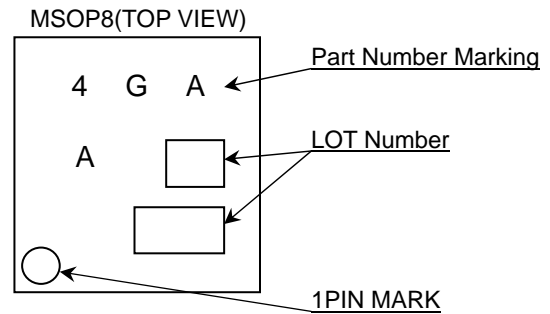 MSOP8(TOP VIEW)
Part Number Marking
4 G A
LOT Number
A
1PIN MARK